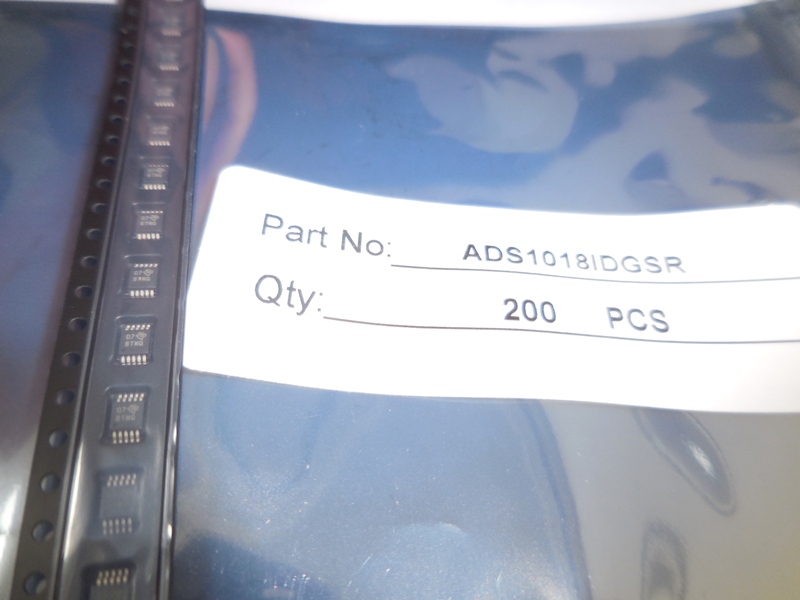 Part No: ADS1018IDGSR
Qty: 200 PCS